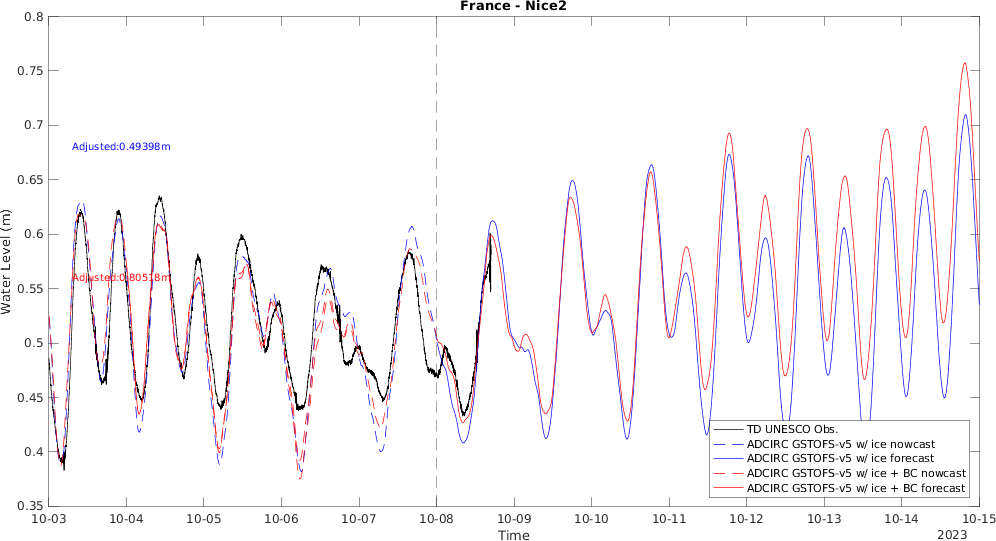 France - Nice2
0.8
0.75
0.7
0.65
0.6
0.55
0.5
0.45
0.4
0.35
Water Level (m)
Adjusted:0.49398m
Adjusted:0.80518m
TD UNESCO Obs.
ADCIRC GSTOFS-v5 w/ ice nowcast
ADCIRC GSTOFS-v5 w/ ice forecast
ADCIRC GSTOFS-v5 w/ ice + BC nowcast
ADCIRC GSTOFS-v5 w/ ice + BC forecast
10-03 10-04 10-05 10-06 10-07 10-08 10-09 10-10 10-11 10-12 10-13 10-14 10-15
Time
2023